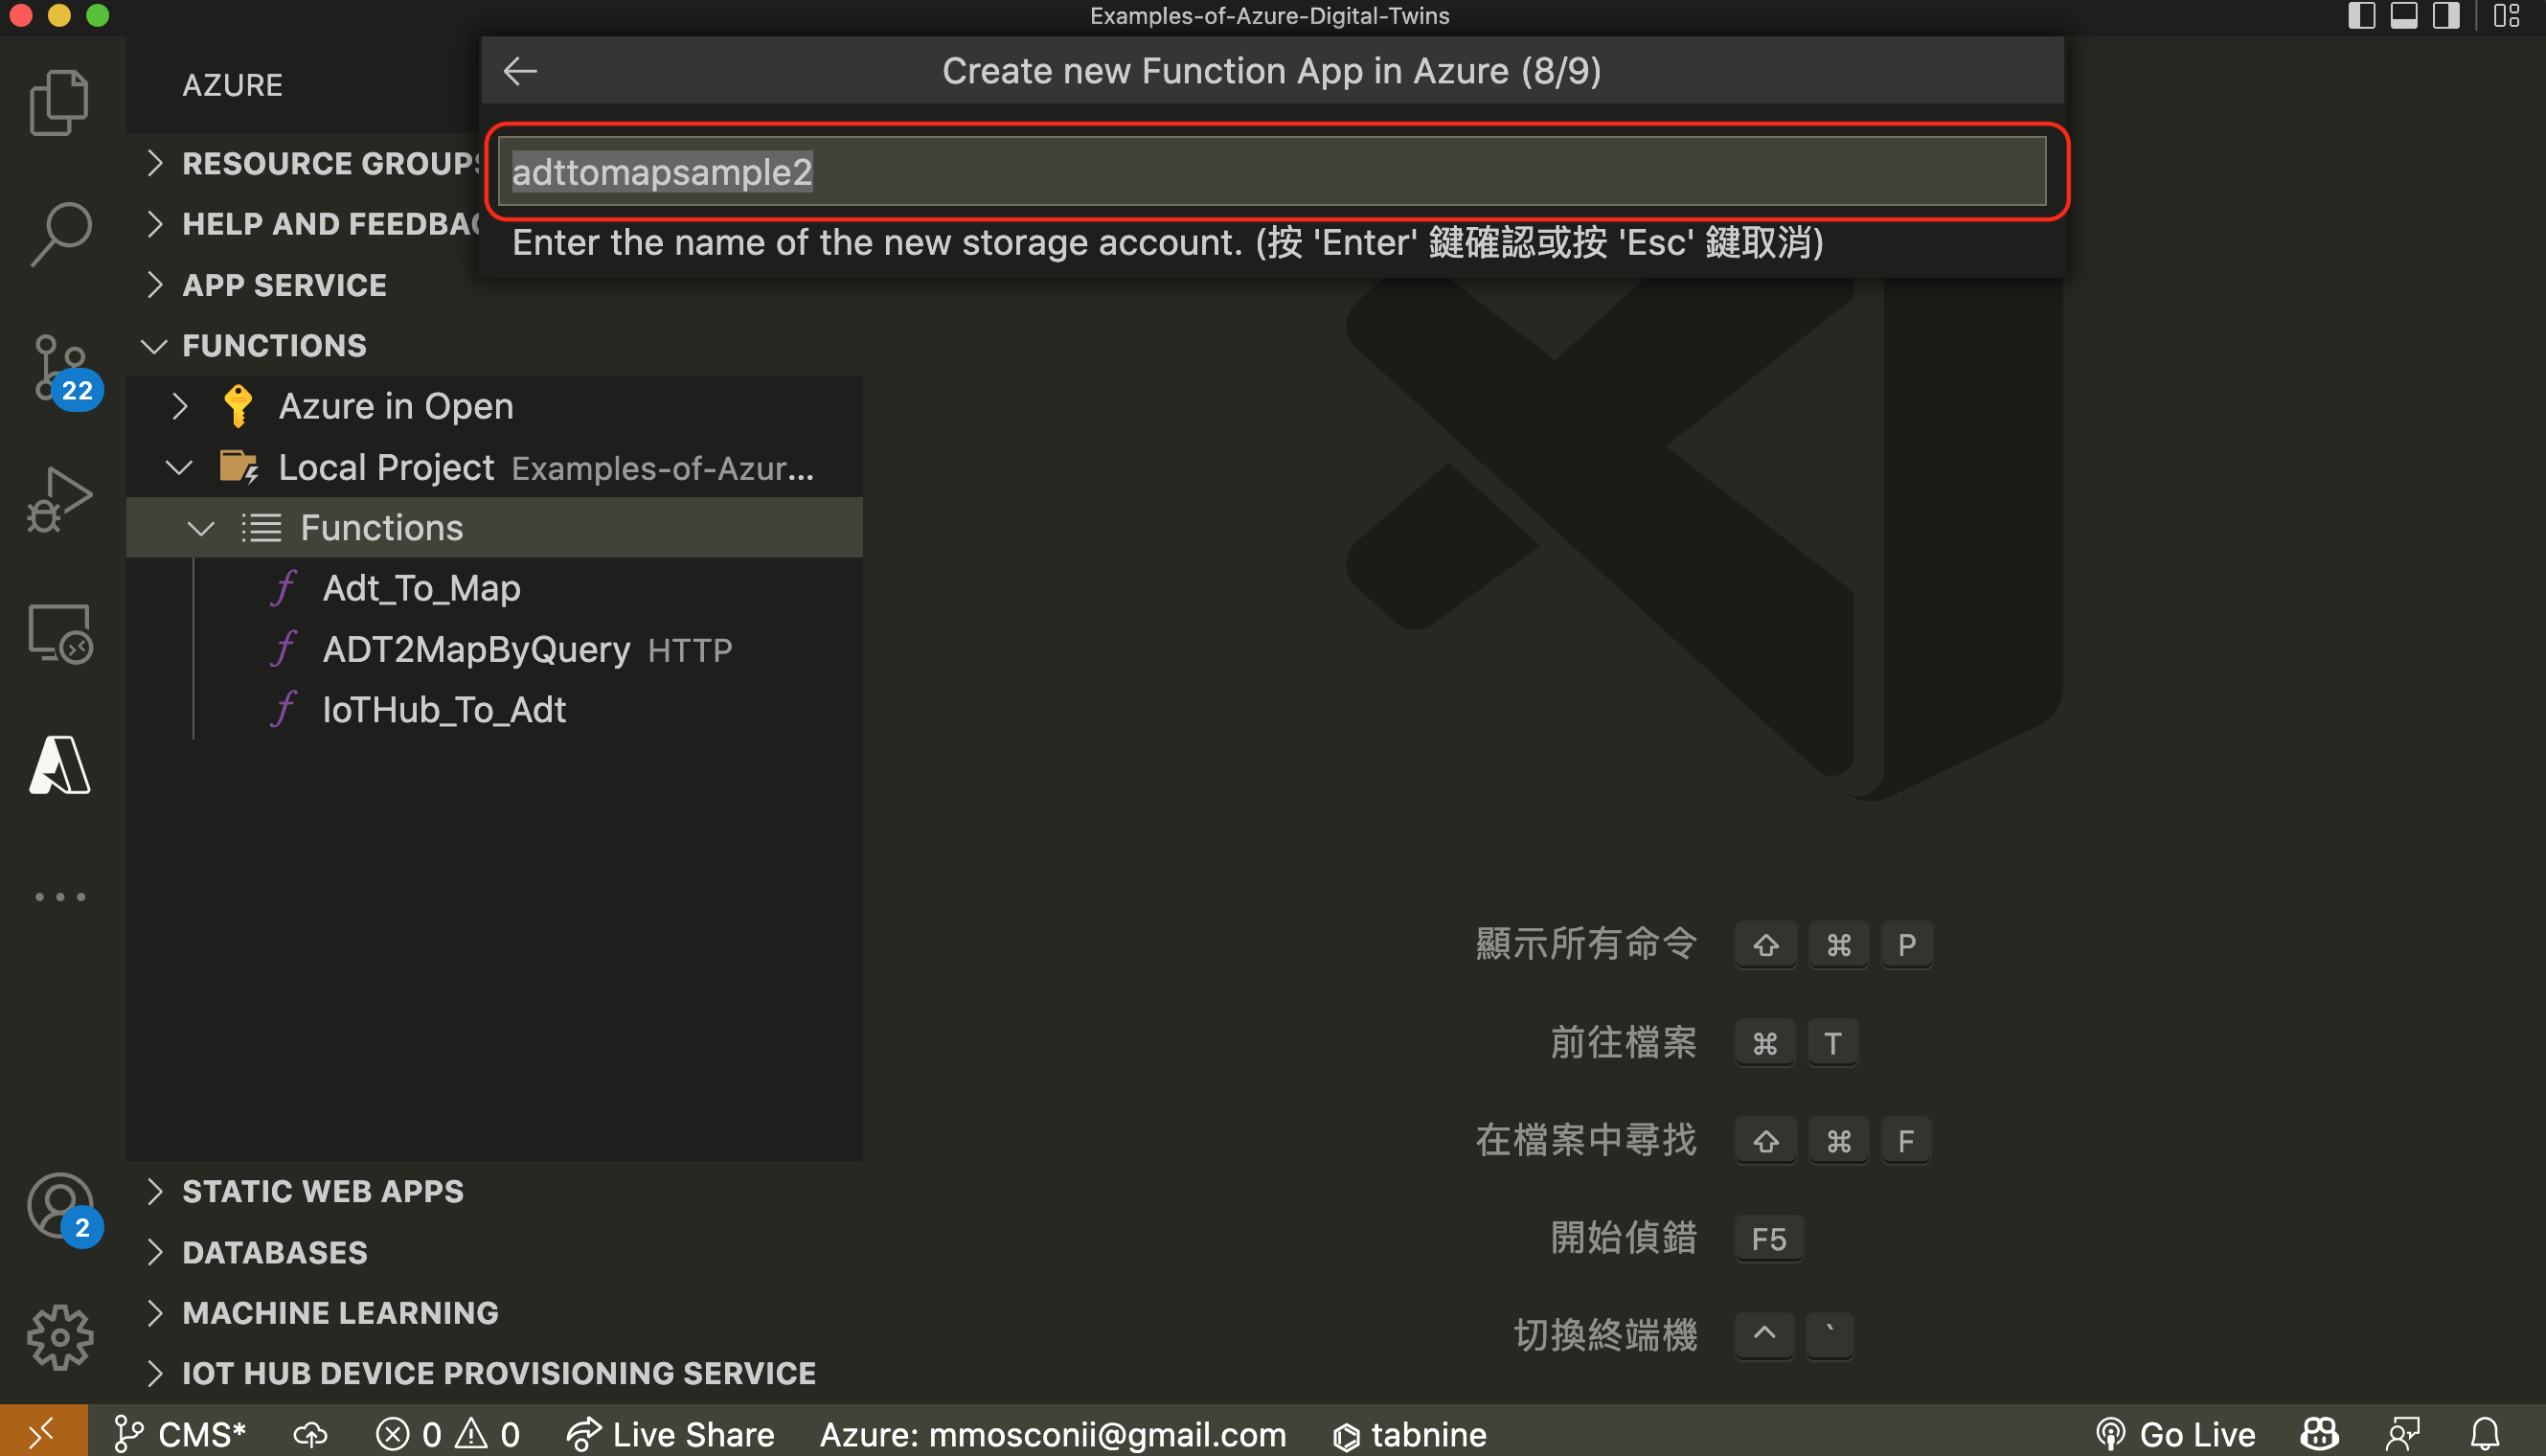 Examples-of-Azure-Digital-Twins
AZURE
Create new Function App in Azure (8/9)
adttomapsample2
Enter the name of the new storage account. (按 'Enter' 鍵確認或按 'Esc' 鍵取消)
RESOURCE GROUPS
HELP AND FEEDBAC
APP SERVICE
FUNCTIONS
Azure in Open
Local Project Examples-of-Azur...
Functions
Adt_To_Map
ADT2MapByQuery HTTP
IoTHub_To_Adt
22
2
顯示所有命令 ⇧ ⌘ P
前往檔案 ⌘ T
在檔案中尋找 ⇧ ⌘ F
開始偵錯 F5
切換終端機 ^ `
STATIC WEB APPS
DATABASES
MACHINE LEARNING
IOT HUB DEVICE PROVISIONING SERVICE
CMS* 0 0 Live Share Azure: mmosconii@gmail.com tabnine Go Live